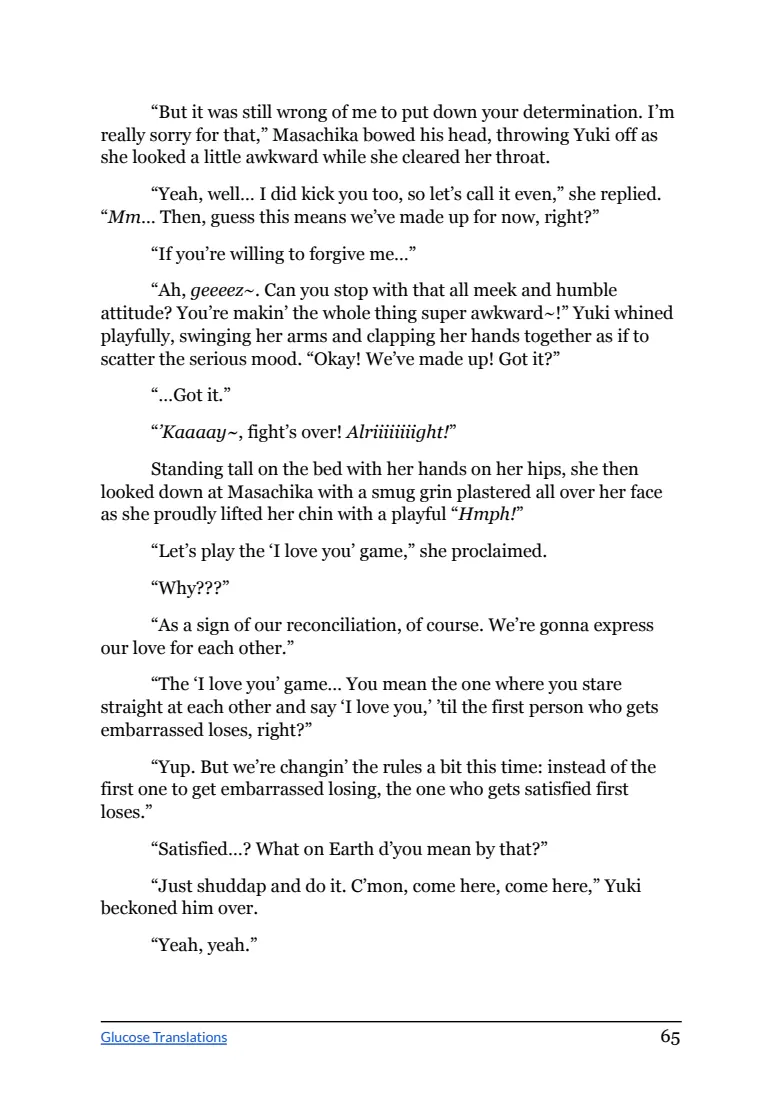 “But it was still wrong of me to put down your determination. I’m
really sorry for that,” Masachika bowed his head, throwing Yuki off as
she looked a little awkward while she cleared her throat.
“Yeah, well... I did kick you too, so let’s call it even,” she replied.
“Mm... Then, guess this means we’ve made up for now, right?”
“If you’re willing to forgive me...”
“Ah, geeeez~. Can you stop with that all meek and humble
attitude? You’re makin’ the whole thing super awkward~!” Yuki whined
playfully, swinging her arms and clapping her hands together as if to
scatter the serious mood. “Okay! We’ve made up! Got it?”
“...Got it.”
“’Kaaaay~, fight’s over! Alriiiiiiight!”
Standing tall on the bed with her hands on her hips, she then
looked down at Masachika with a smug grin plastered all over her face
as she proudly lifted her chin with a playful “Hmph!”
“Let’s play the ‘I love you’ game,” she proclaimed.
“Why???”
“As a sign of our reconciliation, of course. We’re gonna express
our love for each other.”
“The ‘I love you’ game... You mean the one where you stare
straight at each other and say ‘I love you,’ ’til the first person who gets
embarrassed loses, right?”
“Yup. But we’re changin’ the rules a bit this time: instead of the
first one to get embarrassed losing, the one who gets satisfied first
loses.”
“Satisfied...? What on Earth d’you mean by that?”
“Just shuddap and do it. C’mon, come here, come here,” Yuki
beckoned him over.
“Yeah, yeah.”
Glucose Translations 65